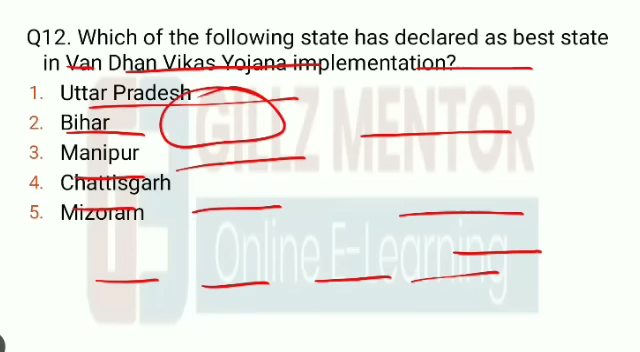 Q12. Which of the following state has declared as best state
in Van Dhan Vikas Yojana implementation?
1. Uttar Pradesh
2. Bihar
3. Manipur
4. Chattisgarh
5. Mizoram
GILLZ MENTOR
Online E-Learning